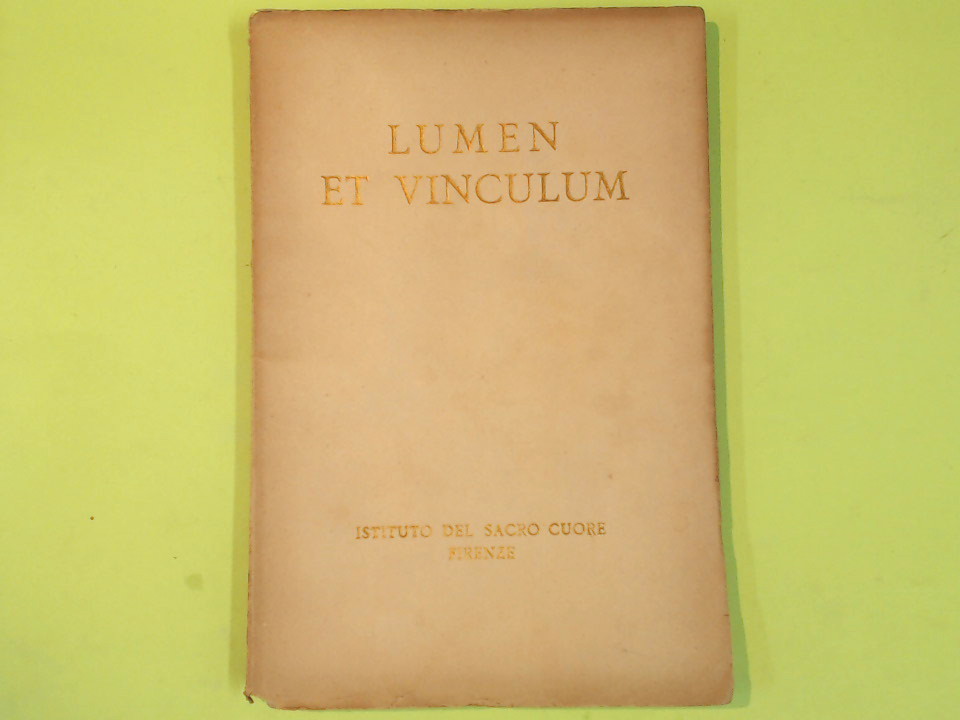 LUMEN
ET VINCULUM
ISTITUTO DEL SACRO CUORE
FIRENZE